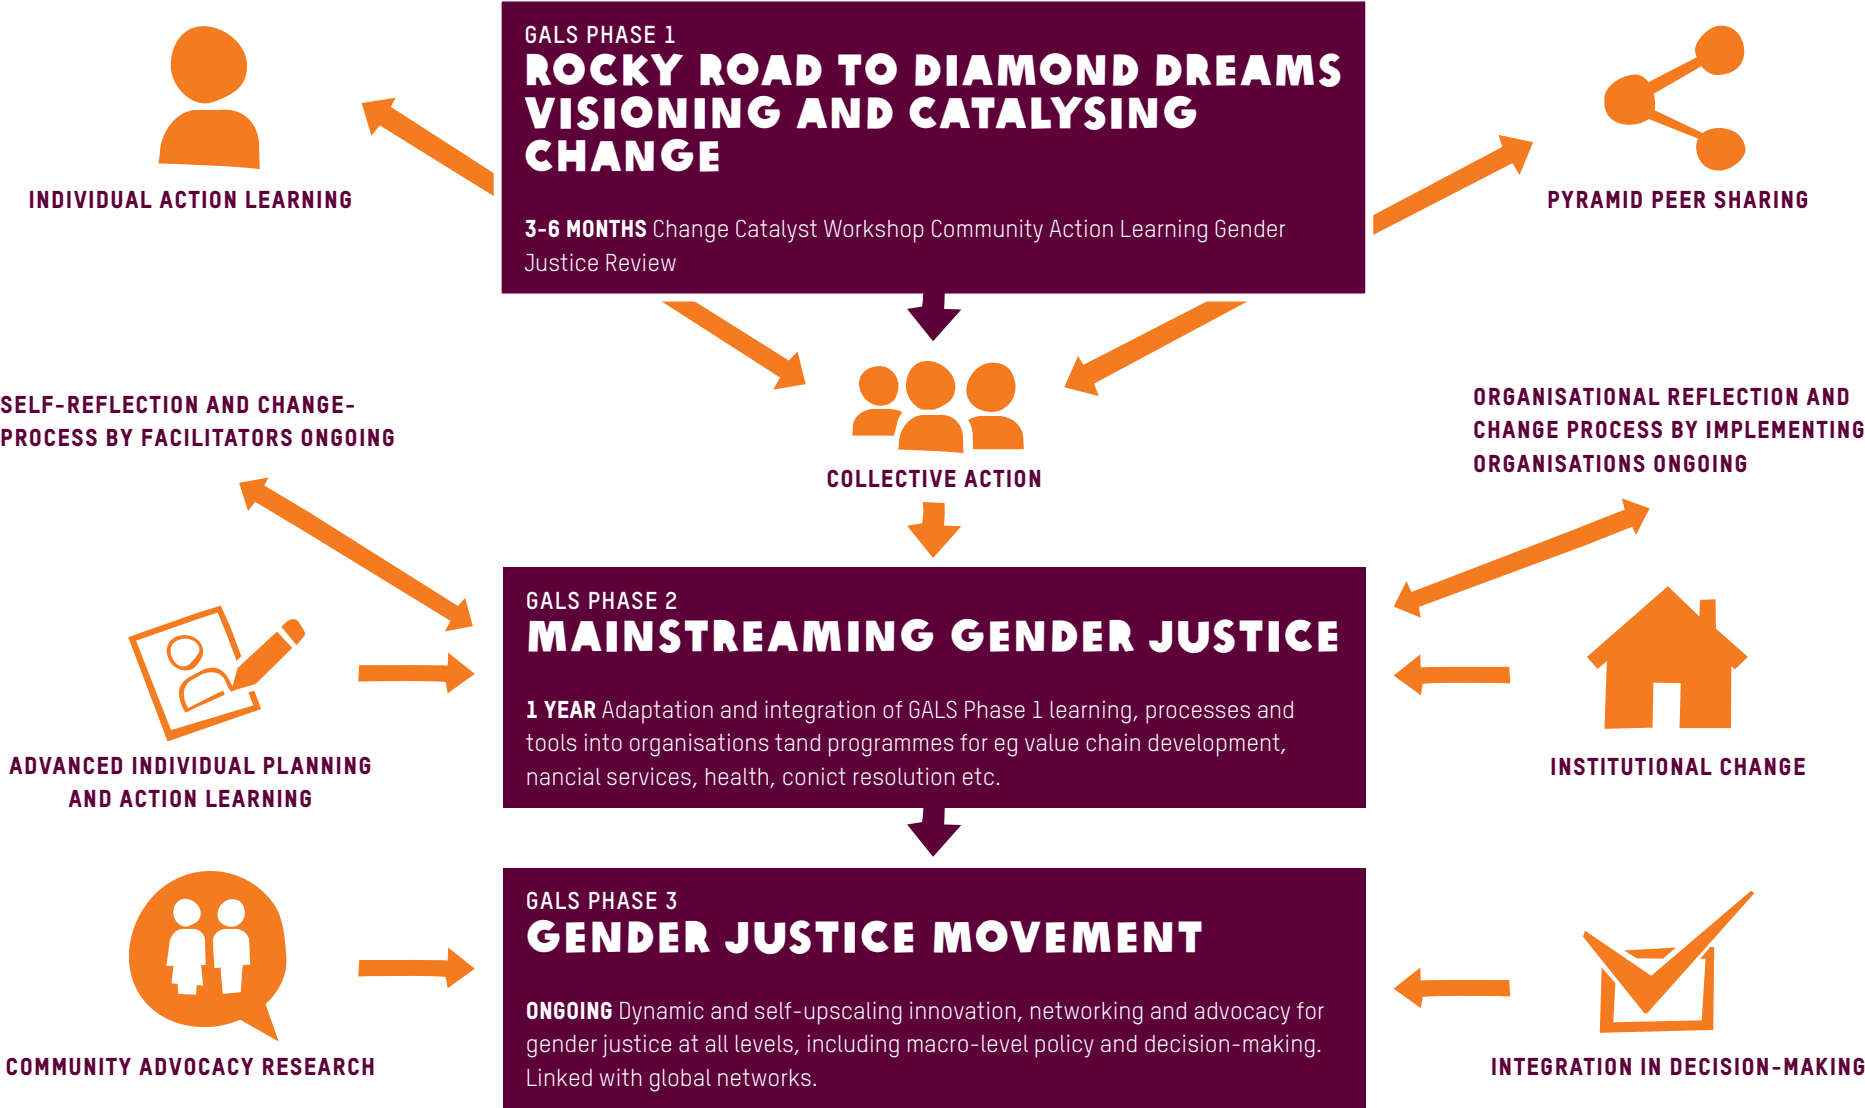 GALS PHASE 1
ROCKY ROAD TO DIAMOND DREAMS
VISIONING AND CATALYSING
CHANGE
3-6 MONTHS Change Catalyst Workshop Community Action Learning Gender
Justice Review
INDIVIDUAL ACTION LEARNING
PYRAMID PEER SHARING
COLLECTIVE ACTION
SELF-REFLECTION AND CHANGE-
PROCESS BY FACILITATORS ONGOING
ORGANISATIONAL REFLECTION AND
CHANGE PROCESS BY IMPLEMENTING
ORGANISATIONS ONGOING
GALS PHASE 2
MAINSTREAMING GENDER JUSTICE
1 YEAR Adaptation and integration of GALS Phase 1 learning, processes and
tools into organisations tand programmes for eg value chain development,
nancial services, health, conict resolution etc.
ADVANCED INDIVIDUAL PLANNING
AND ACTION LEARNING
INSTITUTIONAL CHANGE
GALS PHASE 3
GENDER JUSTICE MOVEMENT
ONGOING Dynamic and self-upscaling innovation, networking and advocacy for
gender justice at all levels, including macro-level policy and decision-making.
Linked with global networks.
COMMUNITY ADVOCACY RESEARCH
INTEGRATION IN DECISION-MAKING